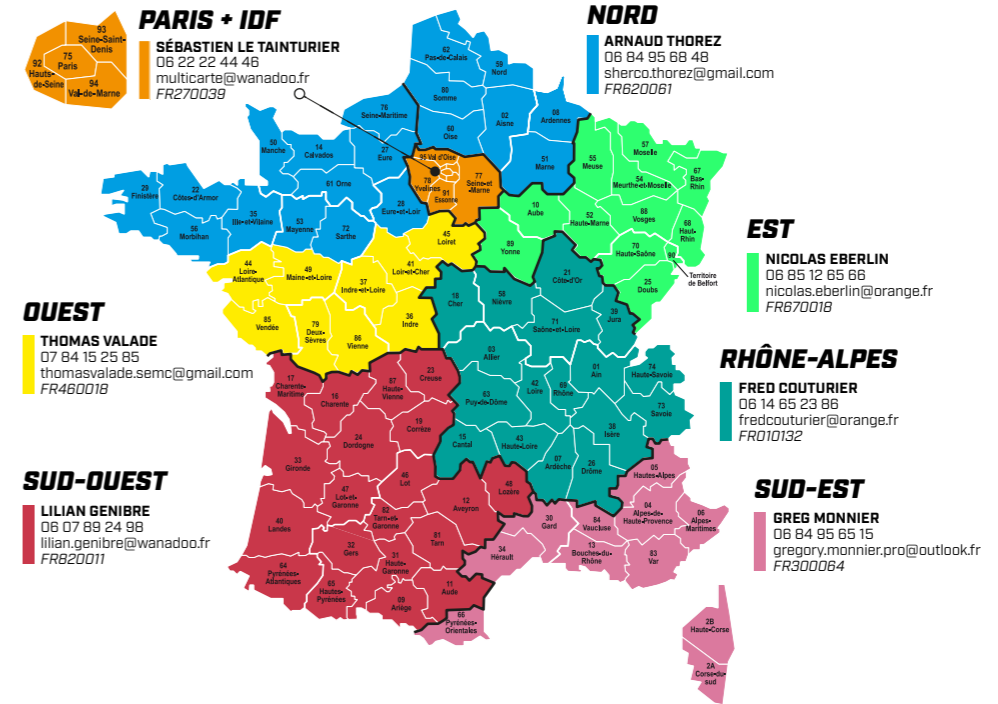 PARIS + IDF
SÉBASTIEN LE TAINTURIER
06 22 22 44 46
multicarte@wanadoo.fr
FR270039
NORD
ARNAUD THOREZ
06 84 95 68 48
sherco.thorez@gmail.com
FR620061
EST
NICOLAS EBERLIN
06 85 12 65 66
nicolas.eberlin@orange.fr
FR670018
OUEST
THOMAS VALADE
07 84 15 25 85
thomasvalade.semc@gmail.com
FR460018
RHÔNE-ALPES
FRED COUTURIER
06 14 65 23 86
fredcouturier@orange.fr
FR010132
SUD-OUEST
LILIAN GENIBRE
06 07 89 24 98
lilian.genibre@wanadoo.fr
FR820011
SUD-EST
GREG MONNIER
06 84 95 65 15
gregory.monnier.pro@outlook.fr
FR300064
93
Seine-Saint-
Denis
75
Paris
92
Hauts-
de-Seine
94
Val-de-Marne
62
Pas-de-Calais
59
Nord
80
Somme
76
Seine-Maritime
02
Aisne
08
Ardennes
60
Oise
27
Eure
50
Manche
14
Calvados
61 Orne
51
Marne
95 Val d'Oise
78
Yvelines
77
Seine-et
-Marne
91
Essonne
28
Eure-et-Loir
29
Finistère
22
Côtes-d'Armor
56
Morbihan
35
Ille-et-Vilaine
53
Mayenne
72
Sarthe
55
Meuse
57
Moselle
54
Meurthe-et-Moselle
67
Bas-
Rhin
10
Aube
52
Haute-Marne
88
Vosges
68
Haut-
Rhin
89
Yonne
70
Haute-Saône
90
Territoire
de Belfort
25
Doubs
45
Loiret
41
Loir-et-Cher
44
Loire-
Atlantique
49
Maine-et-Loire
37
Indre-et-Loire
36
Indre
85
Vendée
79
Deux-
Sèvres
86
Vienne
21
Côte-d'Or
18
Cher
58
Nièvre
71
Saône-et-Loire
39
Jura
03
Allier
63
Puy-de-Dôme
42
Loire
69
Rhône
01
Ain
74
Haute-Savoie
73
Savoie
38
Isère
15
Cantal
43
Haute-Loire
07
Ardèche
26
Drôme
17
Charente-
Maritime
16
Charente
87
Haute-
Vienne
23
Creuse
19
Corrèze
24
Dordogne
33
Gironde
46
Lot
47
Lot-et-
Garonne
82
Tarn-et-
Garonne
12
Aveyron
48
Lozère
40
Landes
32
Gers
81
Tarn
31
Haute-
Garonne
64
Pyrénées-
Atlantiques
65
Hautes-
Pyrénées
09
Ariège
11
Aude
66
Pyrénées-
Orientales
34
Hérault
30
Gard
84
Vaucluse
13
Bouches-du-
Rhône
05
Hautes-Alpes
04
Alpes-de-
Haute-Provence
06
Alpes-
Maritimes
83
Var
2B
Haute-Corse
2A
Corse-du-
sud